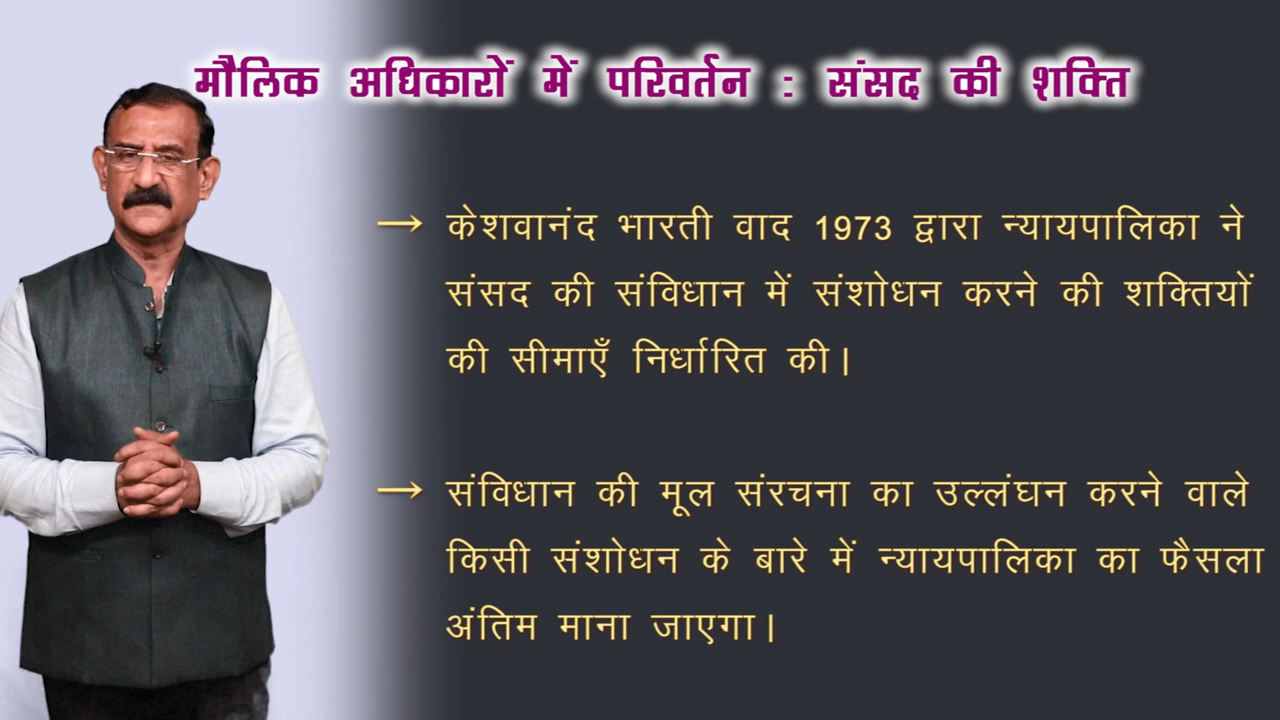 मौलिक अधिकारों में परिवर्तन : संसद की शक्ति
→ केशवानंद भारती वाद 1973 द्वारा न्यायपालिका ने
संसद की संविधान में संशोधन करने की शक्तियों
की सीमाएँ निर्धारित की।
→ संविधान की मूल संरचना का उल्लंघन करने वाले
किसी संशोधन के बारे में न्यायपालिका का फैसला
अंतिम माना जाएगा।